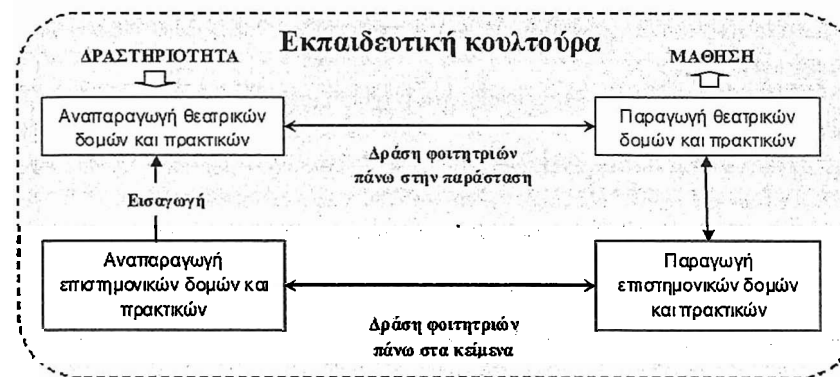 Εκπαιδευτική κουλτούρα
ΔΡΑΣΤΗΡΙΟΤΗΤΑ
ΜΑΘΗΣΗ
Αναπαραγωγή θεατρικών
δομών και πρακτικών
Παραγωγή θεατρικών
δομών και πρακτικών
Δράση φοιτητριών
πάνω στην παράσταση
Εισαγωγή
Αναπαραγωγή
επιστημονικών δομών και
πρακτικών
Παραγωγή
επιστημονικών δομών
και πρακτικών
Δράση φοιτητριών
πάνω στα κείμενα